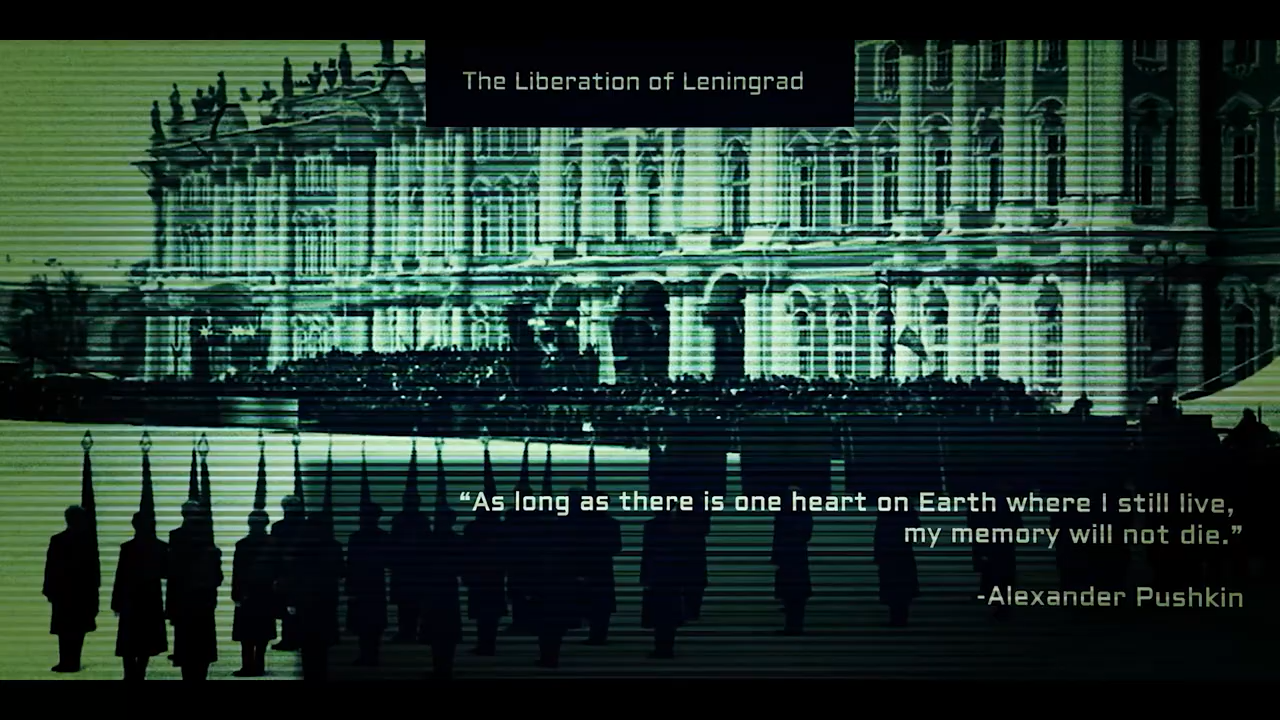 The Liberation of Leningrad
“As long as there is one heart on Earth where I still live,
my memory will not die.”
-Alexander Pushkin